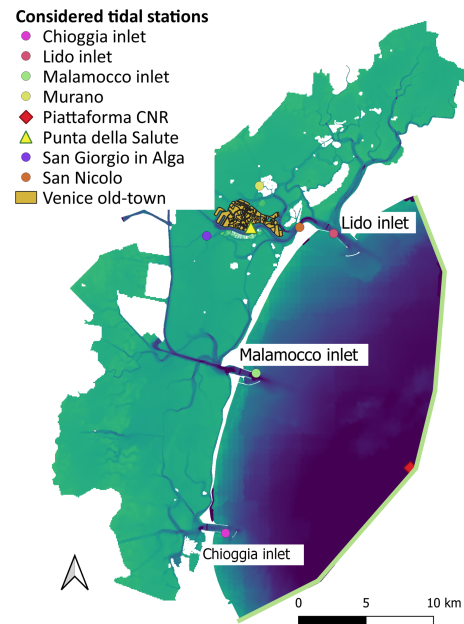 Considered tidal stations
Chioggia inlet
Lido inlet
Malamocco inlet
Murano
Piattaforma CNR
Punta della Salute
San Giorgio in Alga
San Nicolo
Venice old-town
Lido inlet
Malamocco inlet
Chioggia inlet
0 5 10 km